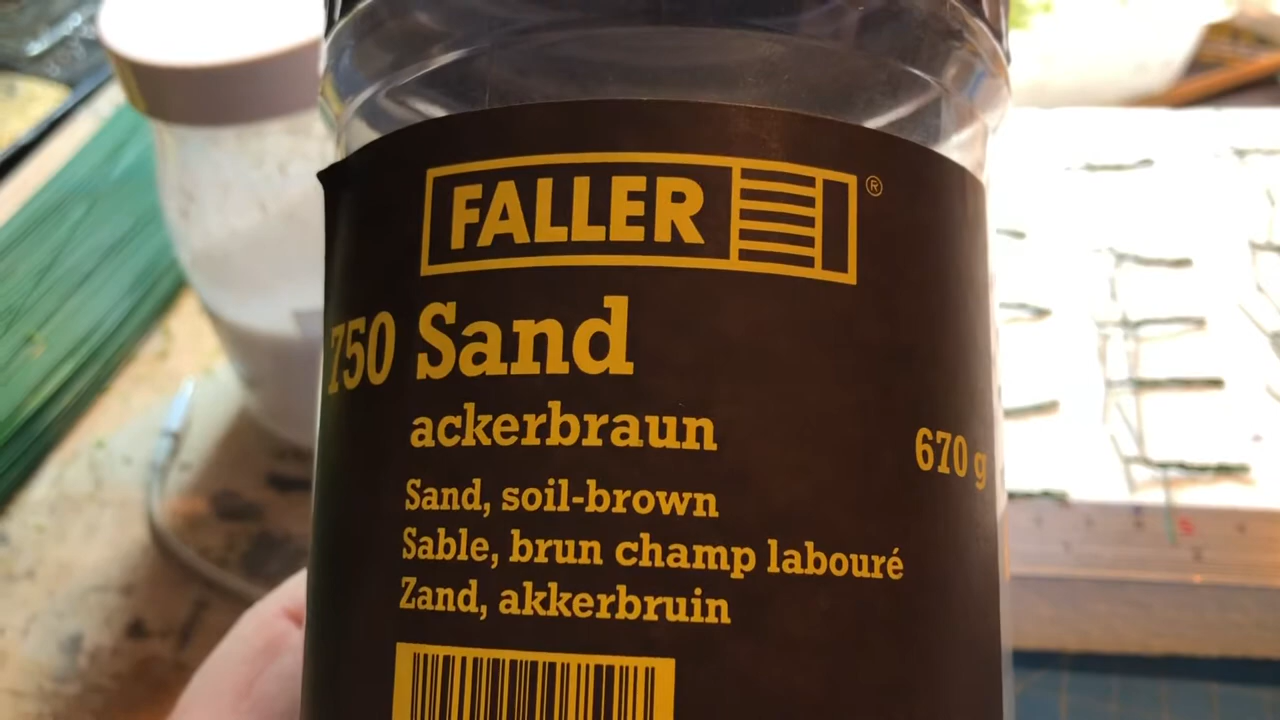 FALLER ®
750 Sand
ackerbraun
670 g
Sand, soil-brown
Sable, brun champ labouré
Zand, akkerbruin